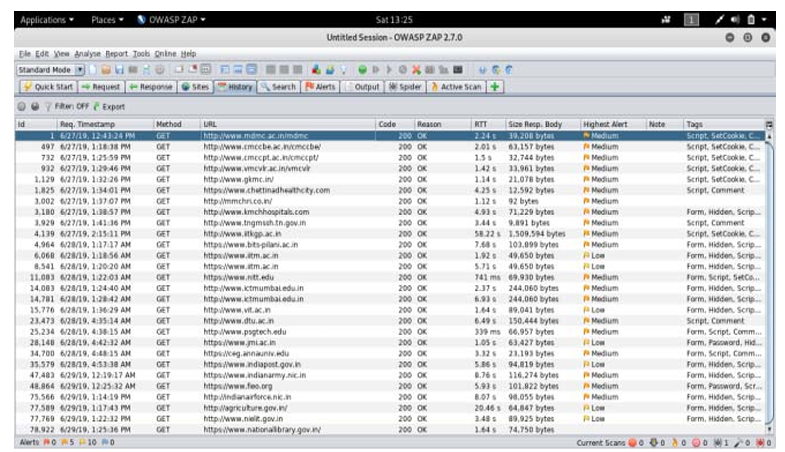 Applications Places OWASP ZAP Sat 13:25 1
Untitled Session - OWASP ZAP 2.7.0
File Edit View Analyse Report Tools Online Help
Standard Mode
Quick Start Request Response Sites History Search Alerts Output Spider Active Scan
Filter: OFF Export
Id Req. Timestamp Method URL Code Reason RTT Size Resp. Body Highest Alert Note Tags
1 6/27/19, 12:43:24 PM GET http://www.mdmc.ac.in/mdmc 200 OK 2.24 s 39,208 bytes Medium Script, SetCookie, C...
497 6/27/19, 1:18:38 PM GET http://www.cmccbe.ac.in/cmccbe/ 200 OK 2.01 s 63,157 bytes Medium Script, SetCookie, C...
732 6/27/19, 1:25:59 PM GET http://www.cmccpt.ac.in/cmccpt/ 200 OK 1.5 s 32,744 bytes Medium Script, SetCookie, C...
932 6/27/19, 1:29:46 PM GET http://www.vmcvlr.ac.in/vmcvlr 200 OK 1.42 s 33,961 bytes Medium Script, SetCookie, C...
1,129 6/27/19, 1:32:26 PM GET http://www.gkmc.in/ 200 OK 1.14 s 21,078 bytes Medium Script, SetCookie, C...
1,825 6/27/19, 1:34:01 PM GET https://www.chettinadhealthcity.com 200 OK 4.25 s 12,592 bytes Medium Script, Comment
3,002 6/27/19, 1:37:07 PM GET http://mmchri.co.in/ 200 OK 1.12 s 92 bytes Medium
3,180 6/27/19, 1:38:57 PM GET http://www.kmchhospitals.com 200 OK 4.93 s 71,229 bytes Medium Form, Hidden, Scrip...
3,929 6/27/19, 1:41:36 PM GET http://www.tngmssh.tn.gov.in 200 OK 3.44 s 9,891 bytes Medium Script, Comment
4,139 6/27/19, 2:15:11 PM GET http://www.iitkgp.ac.in 200 OK 58.22 s 1,509,594 bytes Medium Script, SetCookie, C...
4,964 6/28/19, 1:17:17 AM GET https://www.bits-pilani.ac.in 200 OK 7.68 s 103,899 bytes Medium Form, Hidden, Scrip...
6,068 6/28/19, 1:18:56 AM GET https://www.iitm.ac.in 200 OK 1.92 s 49,650 bytes Low Form, Hidden, Scrip...
8,541 6/28/19, 1:20:20 AM GET https://www.iitm.ac.in 200 OK 5.71 s 49,650 bytes Low Form, Hidden, Scrip...
11,083 6/28/19, 1:22:03 AM GET https://www.nitt.edu 200 OK 741 ms 69,930 bytes Medium Form, Script, SetCo...
14,083 6/28/19, 1:24:40 AM GET http://www.ictmumbai.edu.in 200 OK 2.37 s 244,060 bytes Medium Form, Hidden, Scrip...
14,781 6/28/19, 1:28:42 AM GET http://www.ictmumbai.edu.in 200 OK 6.93 s 244,060 bytes Medium Form, Hidden, Scrip...
15,776 6/28/19, 1:36:29 AM GET http://www.vit.ac.in 200 OK 1.64 s 89,041 bytes Low Form, Hidden, Scrip...
23,473 6/28/19, 4:35:14 AM GET http://www.dtu.ac.in 200 OK 6.49 s 150,444 bytes Medium Script, Comment
25,234 6/28/19, 4:38:15 AM GET http://www.psgtech.edu 200 OK 339 ms 66,957 bytes Medium Form, Script, Comm...
28,148 6/28/19, 4:42:32 AM GET https://www.jmi.ac.in 200 OK 1.05 s 63,427 bytes Low Form, Password, Hid...
34,700 6/28/19, 4:48:15 AM GET https://ceg.annauniv.edu 200 OK 3.32 s 23,193 bytes Medium Form, Script, Comm...
35,579 6/28/19, 4:53:38 AM GET https://www.indiapost.gov.in 200 OK 5.86 s 94,819 bytes Low Form, Hidden, Scrip...
47,483 6/29/19, 12:19:17 AM GET https://www.indianarmy.nic.in 200 OK 8.76 s 116,274 bytes Medium Form, Hidden, Scrip...
48,864 6/29/19, 12:25:32 AM GET https://www.fieo.org 200 OK 5.93 s 101,822 bytes Medium Form, Password, Scr...
75,566 6/29/19, 1:14:19 PM GET http://indianairforce.nic.in 200 OK 8.07 s 98,055 bytes Medium Form, Hidden, Scrip...
77,589 6/29/19, 1:17:43 PM GET http://agriculture.gov.in/ 200 OK 20.46 s 64,847 bytes Low Form, Hidden, Scrip...
77,769 6/29/19, 1:22:32 PM GET http://www.nielit.gov.in 200 OK 3.48 s 89,925 bytes Low Form, Hidden, Scrip...
78,922 6/29/19, 1:25:36 PM GET https://www.nationallibrary.gov.in/ 200 OK 1.64 s 74,750 bytes
Alerts 0 5 10 0 Current Scans 0 0 0 0 1 0 0